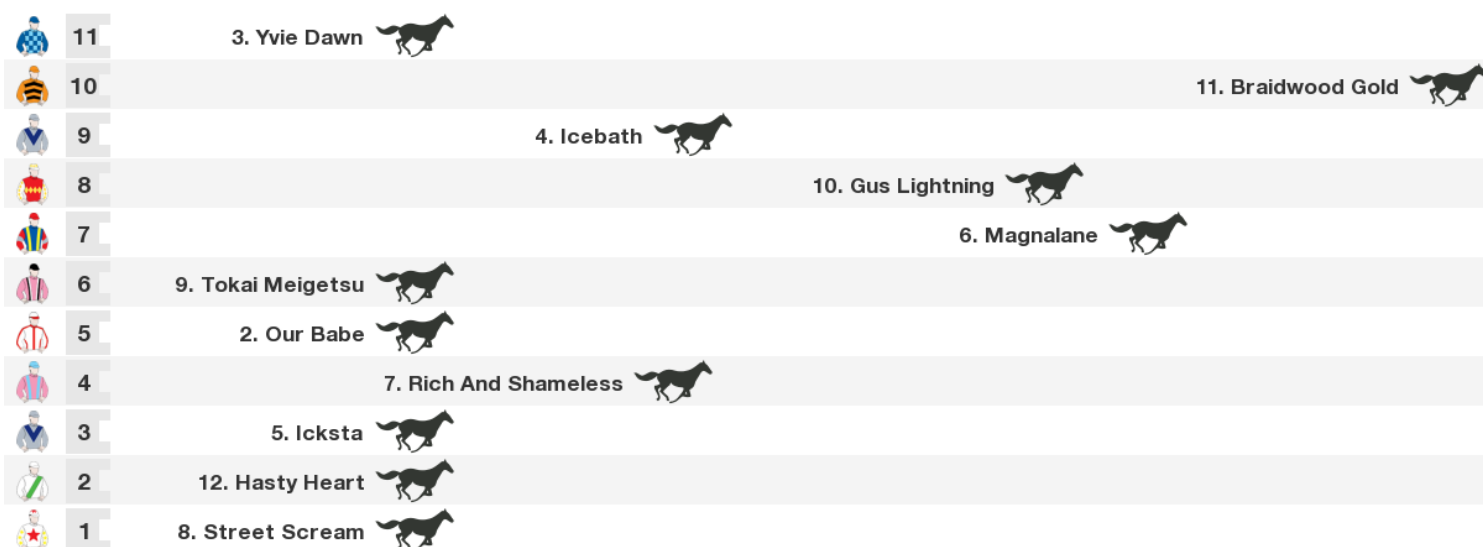 11 3. Yvie Dawn
10 11. Braidwood Gold
9 4. Icebath
8 10. Gus Lightning
7 6. Magnalane
6 9. Tokai Meigetsu
5 2. Our Babe
4 7. Rich And Shameless
3 5. Icksta
2 12. Hasty Heart
1 8. Street Scream